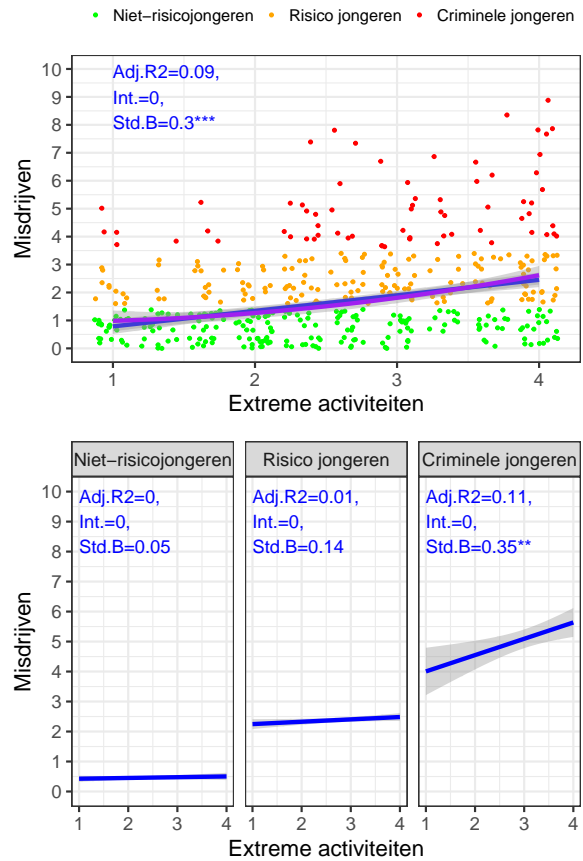 Niet−risicojongeren Risico jongeren Criminele jongeren
Adj.R2=0.09,
Int.=0,
Std.B=0.3***
10
9
8
7
6
5
4
3
2
1
0
Misdrijven
1 2 3 4
Extreme activiteiten
Niet−risicojongeren Risico jongeren Criminele jongeren
Adj.R2=0, Adj.R2=0.01, Adj.R2=0.11,
Int.=0, Int.=0, Int.=0,
Std.B=0.05 Std.B=0.14 Std.B=0.35**
10
9
8
7
6
5
4
3
2
1
0
Misdrijven
1 2 3 4 1 2 3 4 1 2 3 4
Extreme activiteiten